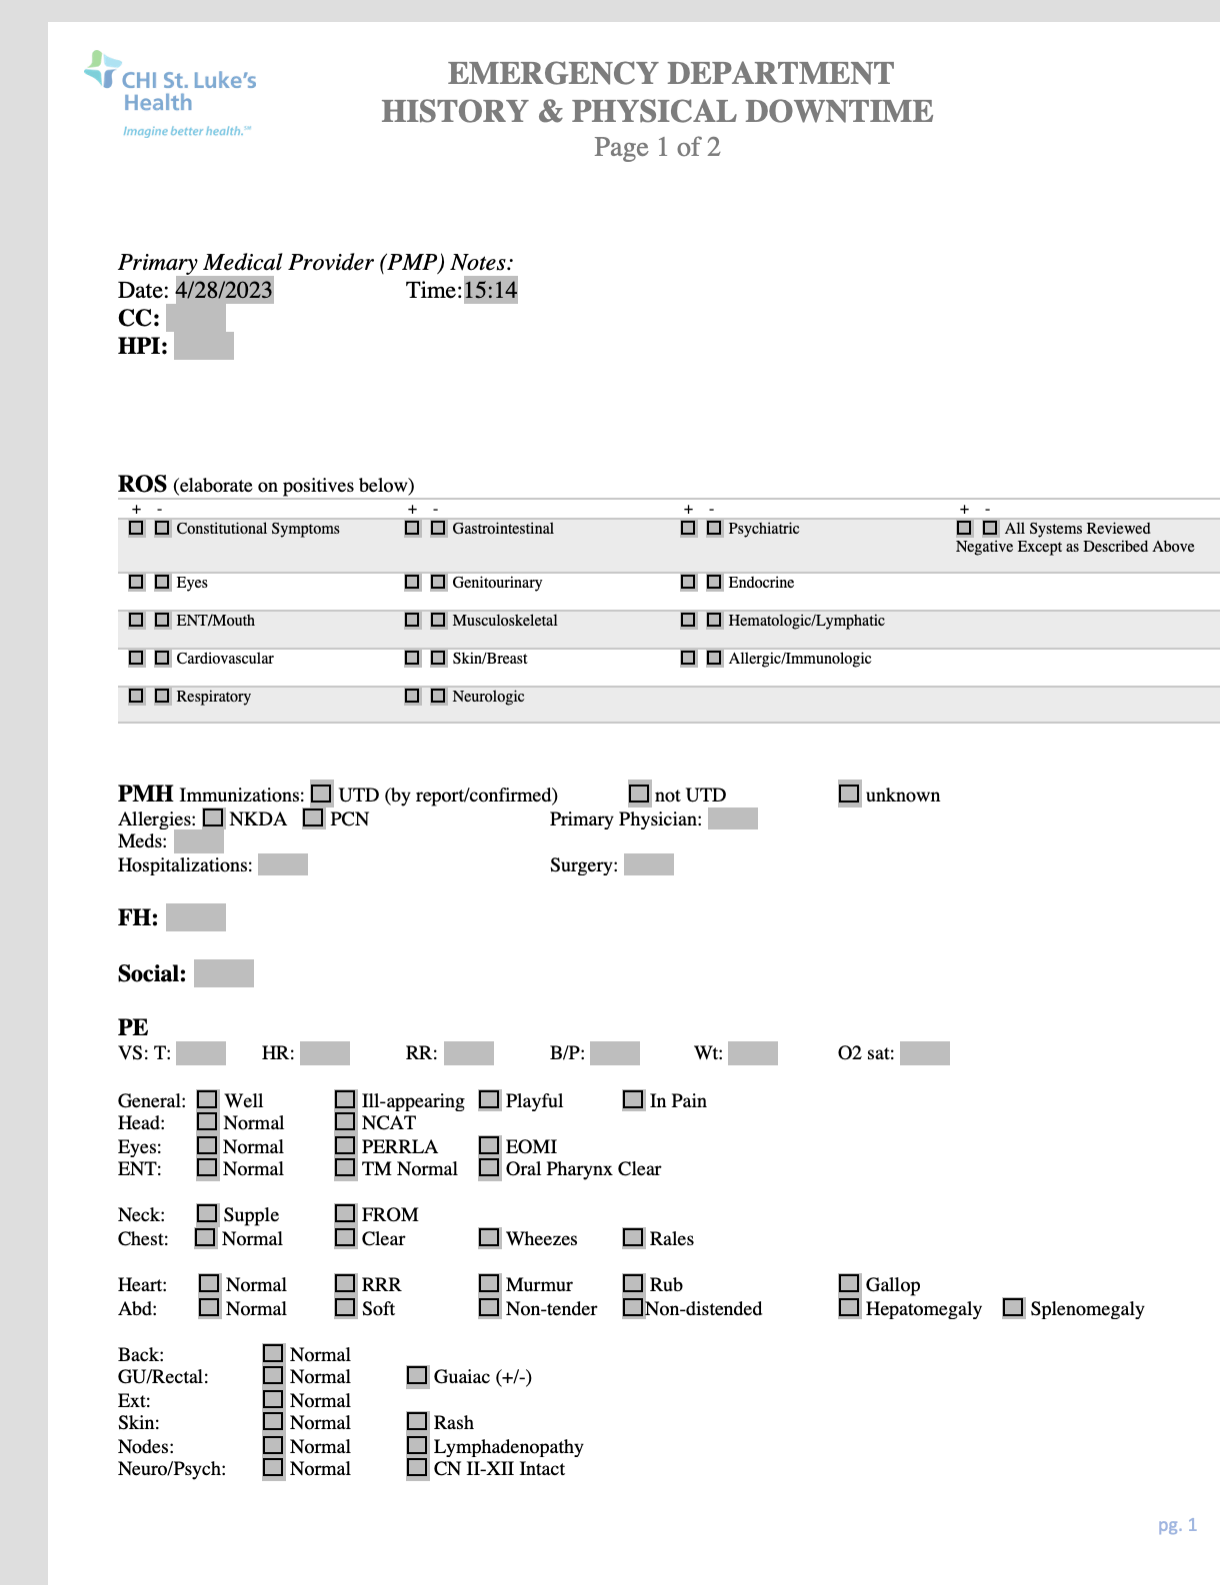 CHI St. Luke's
Health
Imagine better health.℠
EMERGENCY DEPARTMENT
HISTORY & PHYSICAL DOWNTIME
Page 1 of 2
Primary Medical Provider (PMP) Notes:
Date: 4/28/2023 Time:15:14
CC:
HPI:
ROS (elaborate on positives below)
+ - + - + - + -
Constitutional Symptoms Gastrointestinal Psychiatric All Systems Reviewed
Negative Except as Described Above
Eyes Genitourinary Endocrine
ENT/Mouth Musculoskeletal Hematologic/Lymphatic
Cardiovascular Skin/Breast Allergic/Immunologic
Respiratory Neurologic
PMH Immunizations: UTD (by report/confirmed) not UTD unknown
Allergies: NKDA PCN Primary Physician:
Meds:
Hospitalizations: Surgery:
FH:
Social:
PE
VS: T: HR: RR: B/P: Wt: O2 sat:
General: Well Ill-appearing Playful In Pain
Head: Normal NCAT
Eyes: Normal PERRLA EOMI
ENT: Normal TM Normal Oral Pharynx Clear
Neck: Supple FROM
Chest: Normal Clear Wheezes Rales
Heart: Normal RRR Murmur Rub Gallop
Abd: Normal Soft Non-tender Non-distended Hepatomegaly Splenomegaly
Back: Normal
GU/Rectal: Normal Guaiac (+/-)
Ext: Normal
Skin: Normal Rash
Nodes: Normal Lymphadenopathy
Neuro/Psych: Normal CN II-XII Intact
pg. 1